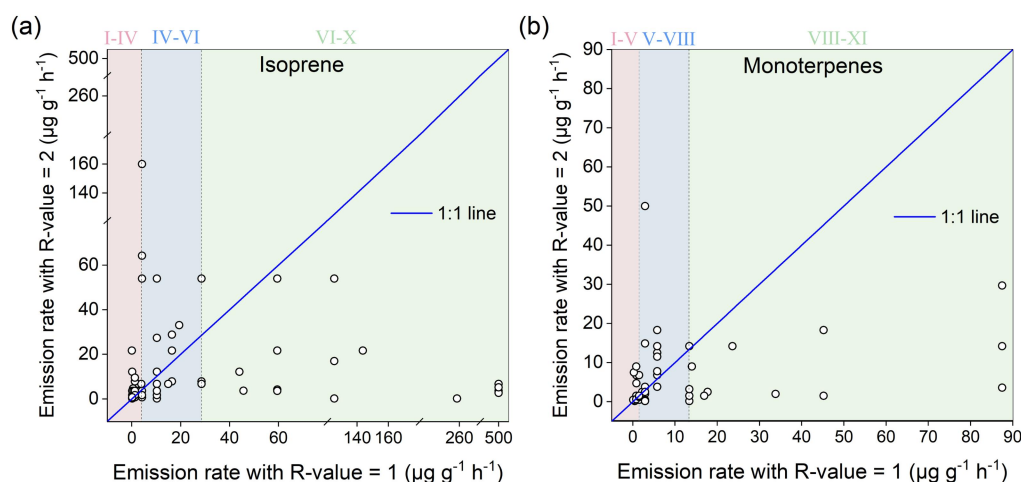 (a)
I-IV IV-VI VI-X
Isoprene
500
260
160
140
60
40
20
0
Emission rate with R-value = 2 (µg g⁻¹ h⁻¹)
1:1 line
0 20 40 60 140 160 260 500
Emission rate with R-value = 1 (µg g⁻¹ h⁻¹)
(b)
I-V V-VIII VIII-XI
Monoterpenes
90
80
70
60
50
40
30
20
10
0
Emission rate with R-value = 2 (µg g⁻¹ h⁻¹)
1:1 line
0 10 20 30 40 50 60 70 80 90
Emission rate with R-value = 1 (µg g⁻¹ h⁻¹)